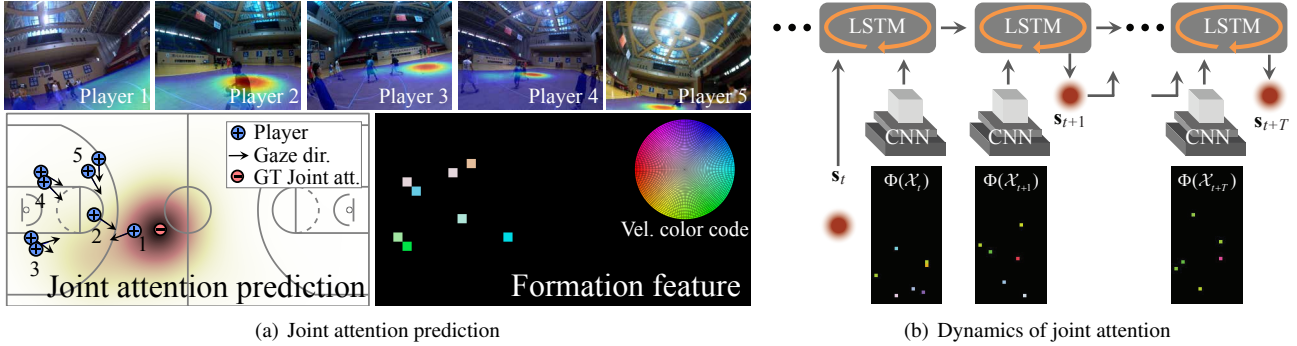 Player 1
Player 2
Player 3
Player 4
Player 5
Player
Gaze dir.
GT Joint att.
5
4
2
1
3
Joint attention prediction
Vel. color code
Formation feature
(a) Joint attention prediction
••• LSTM LSTM ••• LSTM
CNN CNN CNN
s_{t+1} s_{t+T}
s_t
Φ(𝒳_t) Φ(𝒳_{t+1}) Φ(𝒳_{t+T})
(b) Dynamics of joint attention